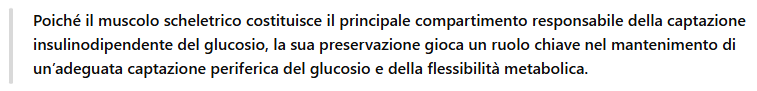 Poiché il muscolo scheletrico costituisce il principale compartimento responsabile della captazione
insulinodipendente del glucosio, la sua preservazione gioca un ruolo chiave nel mantenimento di
un’adeguata captazione periferica del glucosio e della flessibilità metabolica.